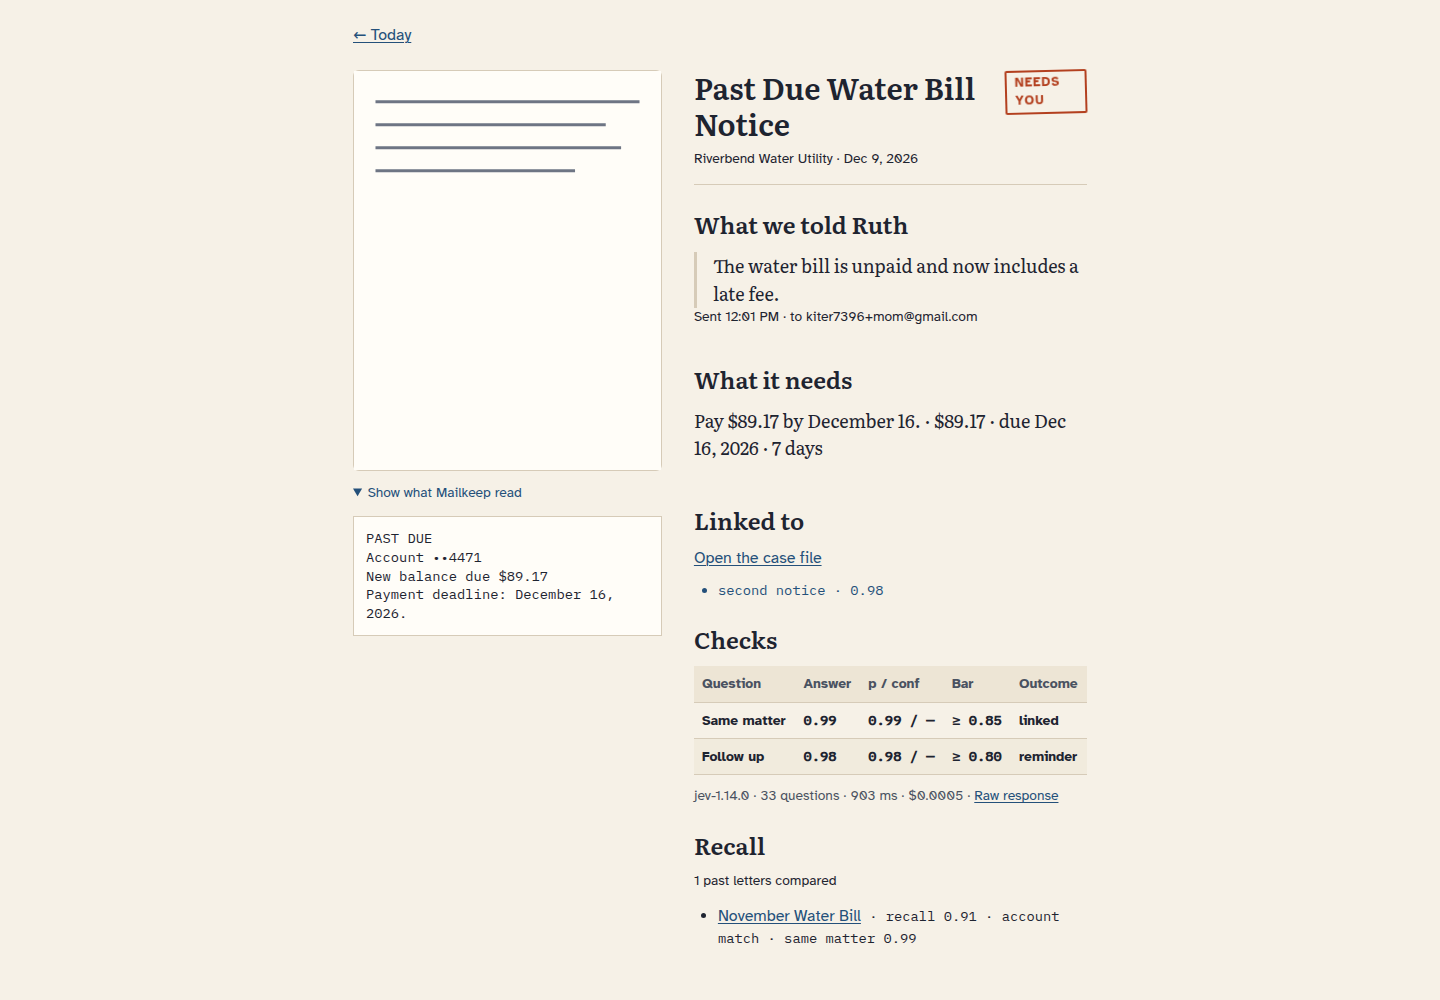 ← Today
Past Due Water Bill
Notice
NEEDS
YOU
Riverbend Water Utility · Dec 9, 2026
What we told Ruth
The water bill is unpaid and now includes a
late fee.
Sent 12:01 PM · to kiter7396+mom@gmail.com
What it needs
Pay $89.17 by December 16. · $89.17 · due Dec
16, 2026 · 7 days
▼ Show what Mailkeep read
PAST DUE
Account ••4471
New balance due $89.17
Payment deadline: December 16,
2026.
Linked to
Open the case file
• second notice · 0.98
Checks
Question Answer p / conf Bar Outcome
Same matter 0.99 0.99 / — ≥ 0.85 linked
Follow up 0.98 0.98 / — ≥ 0.80 reminder
jev-1.14.0 · 33 questions · 903 ms · $0.0005 · Raw response
Recall
1 past letters compared
• November Water Bill · recall 0.91 · account
match · same matter 0.99